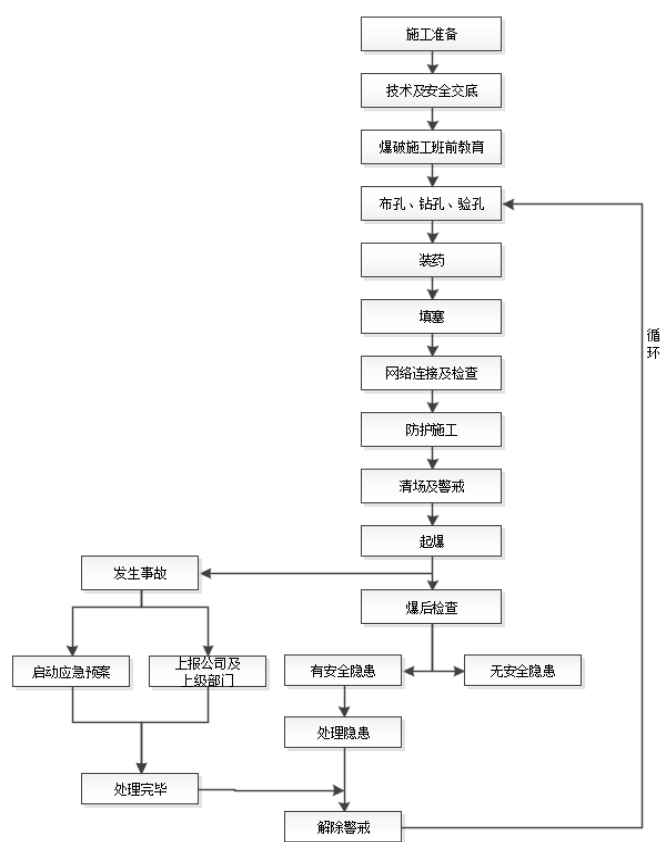 施工准备
技术及安全交底
爆破施工班前教育
布孔、钻孔、验孔
装药
填塞
循
环
网络连接及检查
防护施工
清场及警戒
起爆
发生事故
爆后检查
启动应急预案
上报公司及
上级部门
有安全隐患
无安全隐患
处理隐患
处理完毕
解除警戒